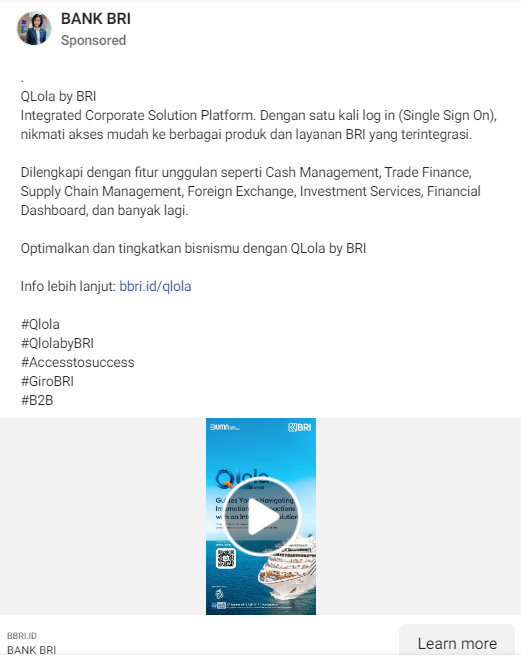 BANK BRI
Sponsored
.
QLola by BRI
Integrated Corporate Solution Platform. Dengan satu kali log in (Single Sign On),
nikmati akses mudah ke berbagai produk dan layanan BRI yang terintegrasi.
Dilengkapi dengan fitur unggulan seperti Cash Management, Trade Finance,
Supply Chain Management, Foreign Exchange, Investment Services, Financial
Dashboard, dan banyak lagi.
Optimalkan dan tingkatkan bisnismu dengan QLola by BRI
Info lebih lanjut: bbri.id/qlola
#Qlola
#QlolabyBRI
#Accesstosuccess
#GiroBRI
#B2B
BUMN
BRI
Qlola
Navigating
with an
BBRI.ID
BANK BRI
Learn more